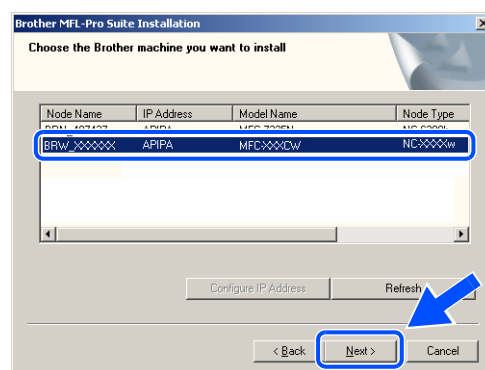 Brother MFL-Pro Suite Installation
Choose the Brother machine you want to install
Node Name IP Address Model Name Node Type
BRW_XXXXXX APIPA MFC-XXXCW NC-XXXXw
Configure IP Address Refresh
< Back Next > Cancel